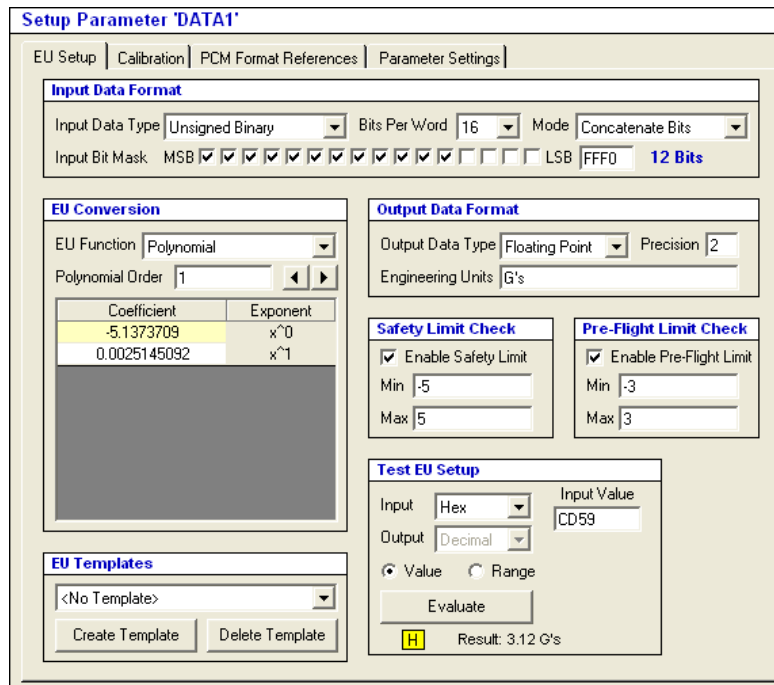 Setup Parameter 'DATA1'
EU Setup Calibration PCM Format References Parameter Settings
Input Data Format
Input Data Type Unsigned Binary Bits Per Word 16 Mode Concatenate Bits
Input Bit Mask MSB LSB FFF0 12 Bits
EU Conversion
EU Function Polynomial
Polynomial Order 1
Coefficient Exponent
-5.1373709 x^0
0.0025145092 x^1
Output Data Format
Output Data Type Floating Point Precision 2
Engineering Units G's
Safety Limit Check
Enable Safety Limit
Min -5
Max 5
Pre-Flight Limit Check
Enable Pre-Flight Limit
Min -3
Max 3
Test EU Setup
Input Hex Input Value
CD59
Output Decimal
Value Range
Evaluate
H Result: 3.12 G's
EU Templates
<No Template>
Create Template Delete Template